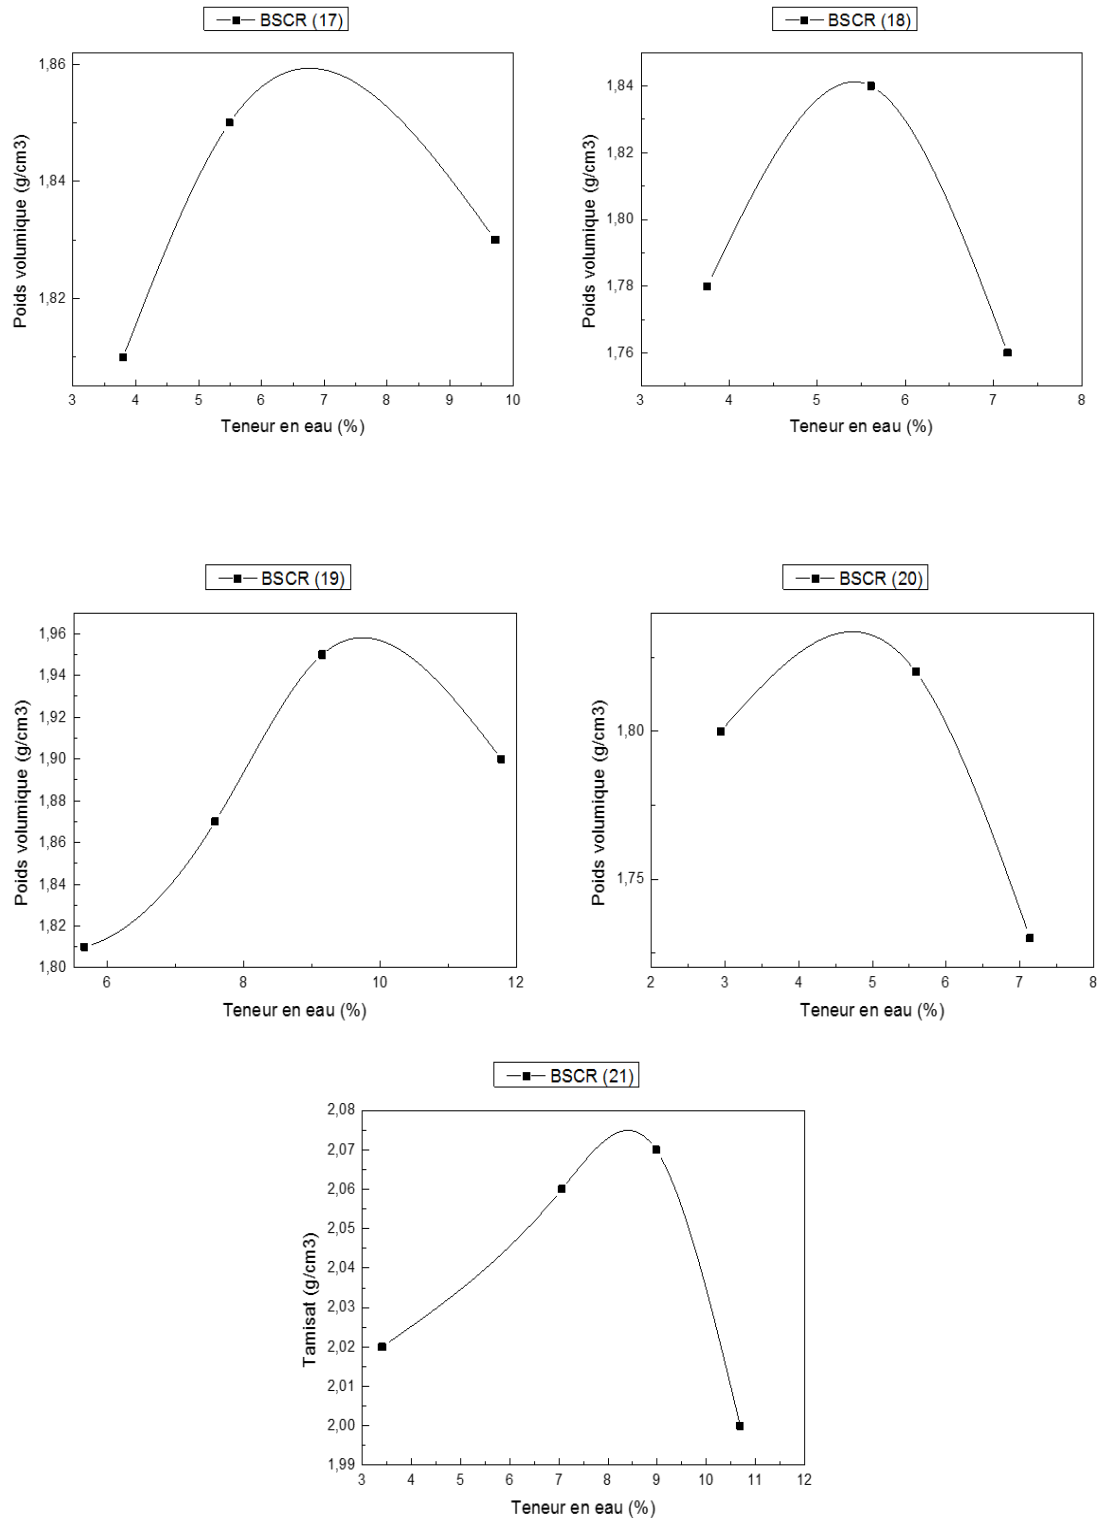 BSCR (17)
1,86
1,84
1,82
Poids volumique (g/cm3)
3 4 5 6 7 8 9 10
Teneur en eau (%)
BSCR (18)
1,84
1,82
1,80
1,78
1,76
Poids volumique (g/cm3)
3 4 5 6 7 8
Teneur en eau (%)
BSCR (19)
1,96
1,94
1,92
1,90
1,88
1,86
1,84
1,82
1,80
Poids volumique (g/cm3)
6 8 10 12
Teneur en eau (%)
BSCR (20)
1,80
1,75
Poids volumique (g/cm3)
2 3 4 5 6 7 8
Teneur en eau (%)
BSCR (21)
2,08
2,07
2,06
2,05
2,04
2,03
2,02
2,01
2,00
1,99
Tamisat (g/cm3)
3 4 5 6 7 8 9 10 11 12
Teneur en eau (%)